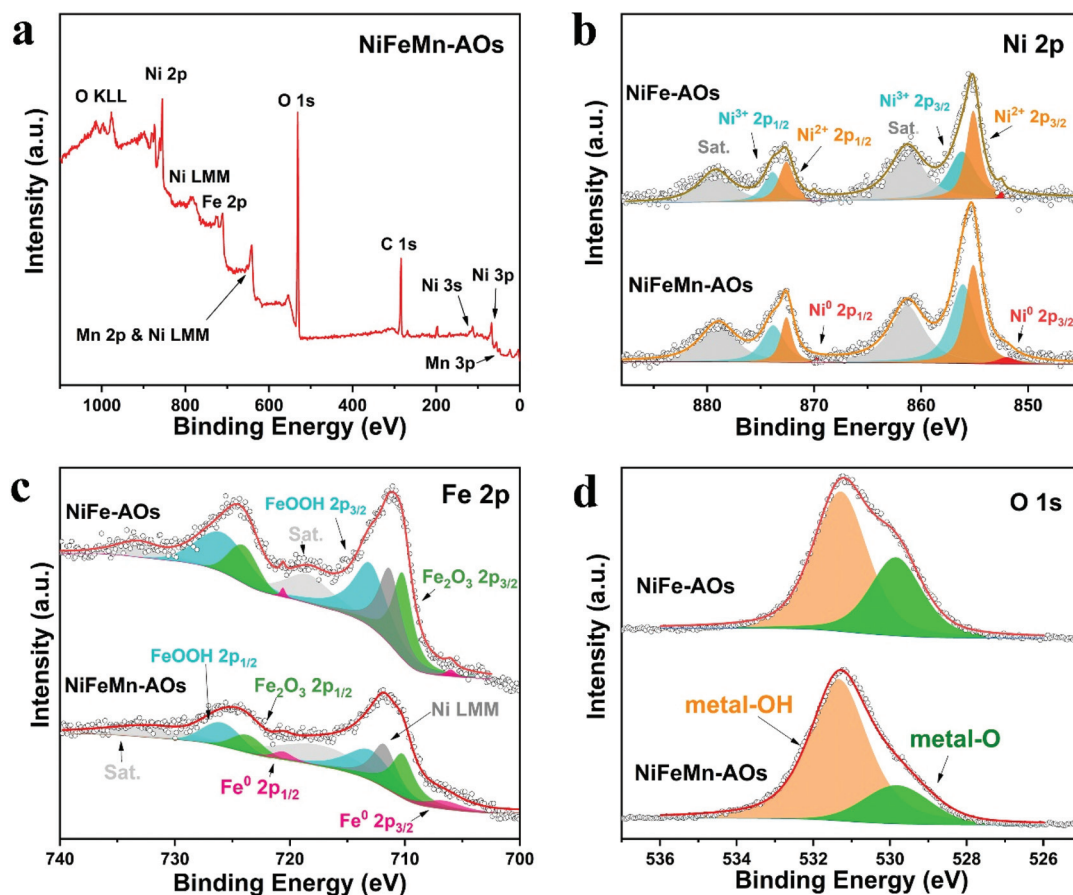 a
NiFeMn-AOs
O KLL
Ni 2p
Ni LMM
Fe 2p
Mn 2p & Ni LMM
O 1s
C 1s
Ni 3s
Ni 3p
Mn 3p
Intensity (a.u.)
1000 800 600 400 200 0
Binding Energy (eV)
b
Ni 2p
NiFe-AOs
Sat.
Ni³⁺ 2p₁/₂
Ni²⁺ 2p₁/₂
Ni³⁺ 2p₃/₂
Sat.
Ni²⁺ 2p₃/₂
NiFeMn-AOs
Ni⁰ 2p₁/₂
Ni⁰ 2p₃/₂
Intensity (a.u.)
880 870 860 850
Binding Energy (eV)
c
Fe 2p
NiFe-AOs
FeOOH 2p₃/₂
Sat.
Fe₂O₃ 2p₃/₂
FeOOH 2p₁/₂
NiFeMn-AOs
Fe₂O₃ 2p₁/₂
Ni LMM
Sat.
Fe⁰ 2p₁/₂
Fe⁰ 2p₃/₂
Intensity (a.u.)
740 730 720 710 700
Binding Energy (eV)
d
O 1s
NiFe-AOs
metal-OH
metal-O
NiFeMn-AOs
Intensity (a.u.)
536 534 532 530 528 526
Binding Energy (eV)